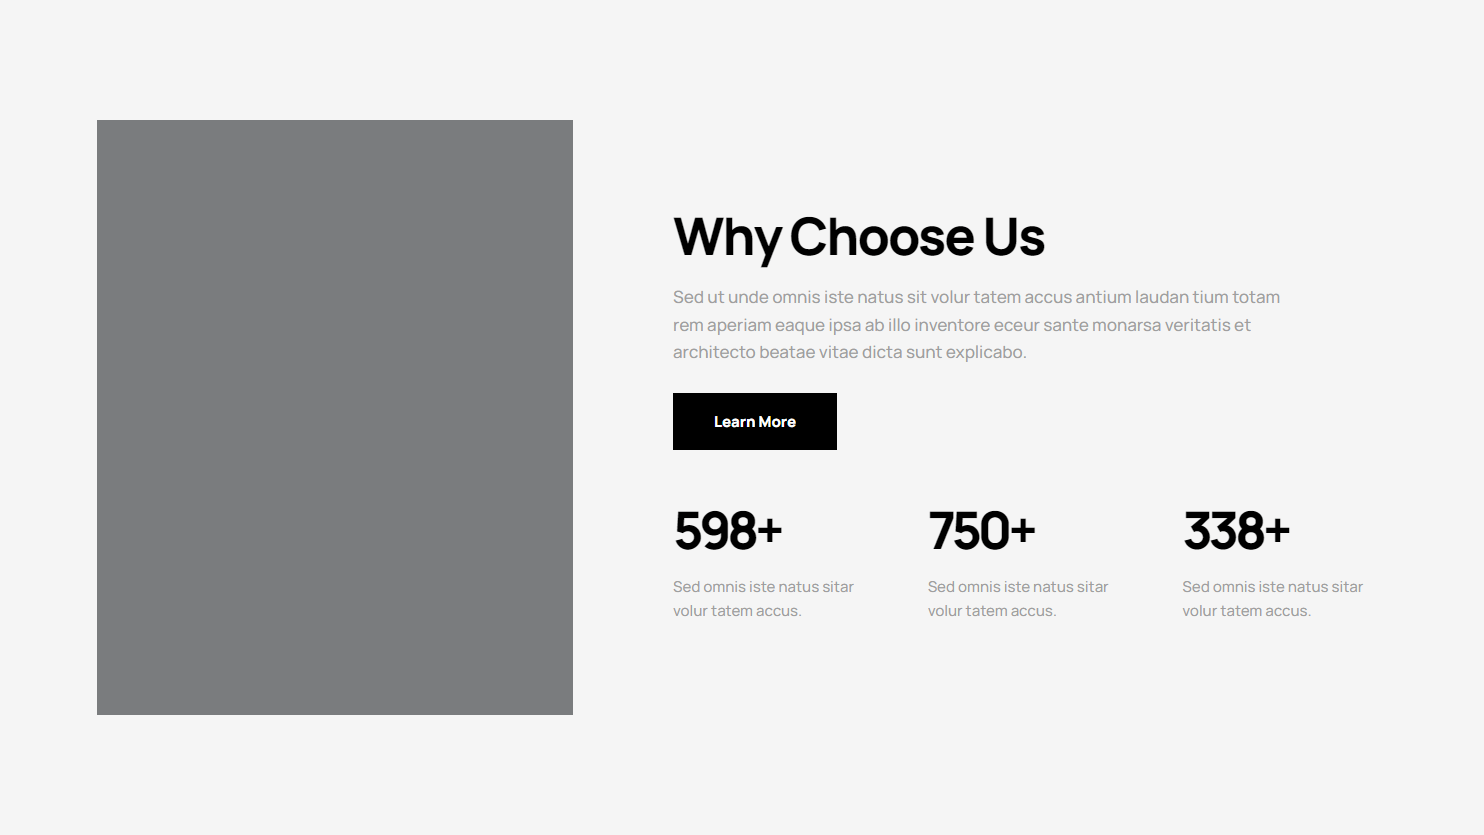 Why Choose Us
Sed ut unde omnis iste natus sit volur tatem accus antium laudan tium totam
rem aperiam eaque ipsa ab illo inventore eceur sante monarsa veritatis et
architecto beatae vitae dicta sunt explicabo.
Learn More
598+
Sed omnis iste natus sitar
volur tatem accus.
750+
Sed omnis iste natus sitar
volur tatem accus.
338+
Sed omnis iste natus sitar
volur tatem accus.